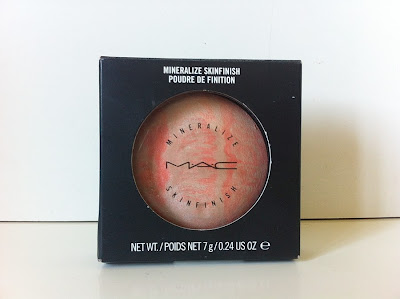 MINERALIZE SKINFINISH
POUDRE DE FINITION
MINERALIZE
MAC
SKINFINISH
NET WT./POIDS NET 7 g/0.24 US OZ ℮